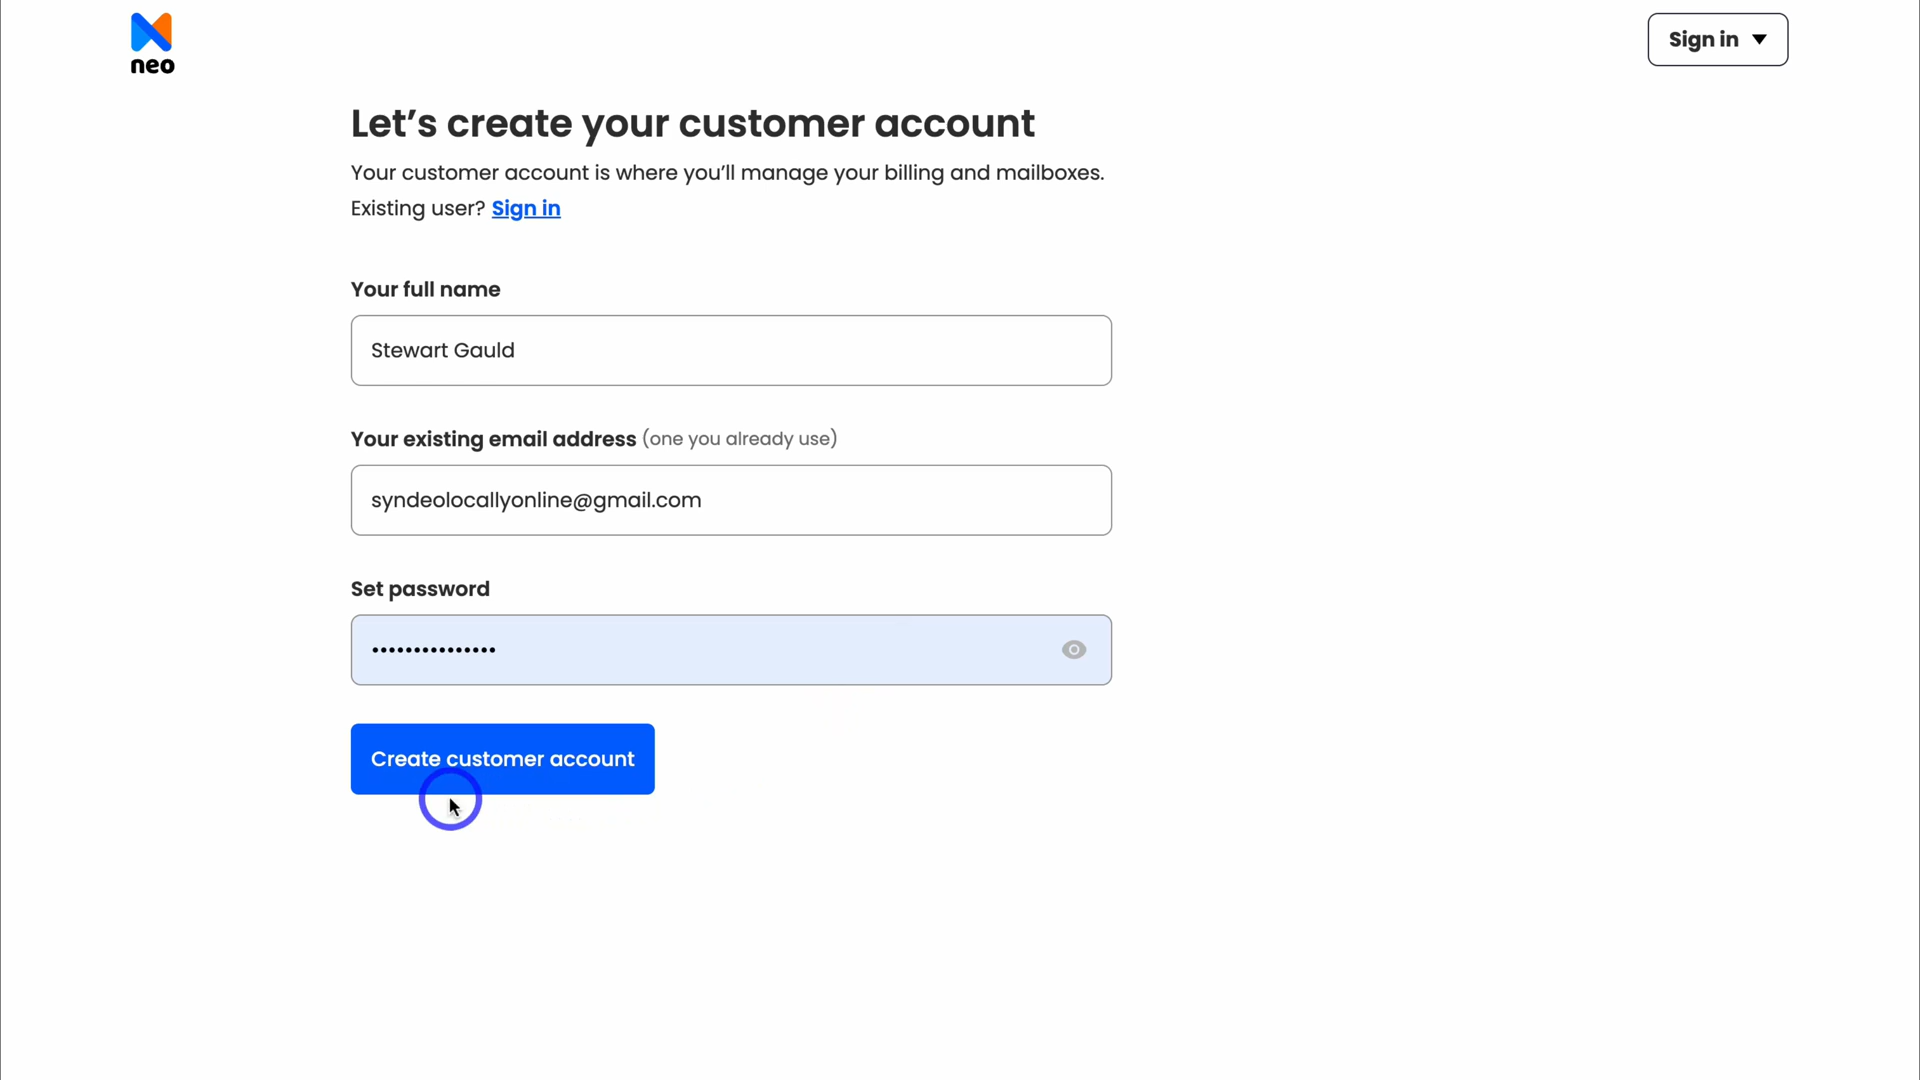 neo
Sign in
Let’s create your customer account
Your customer account is where you’ll manage your billing and mailboxes.
Existing user? Sign in
Your full name
Stewart Gauld
Your existing email address (one you already use)
syndeolocallyonline@gmail.com
Set password
•••••••••••••••
Create customer account